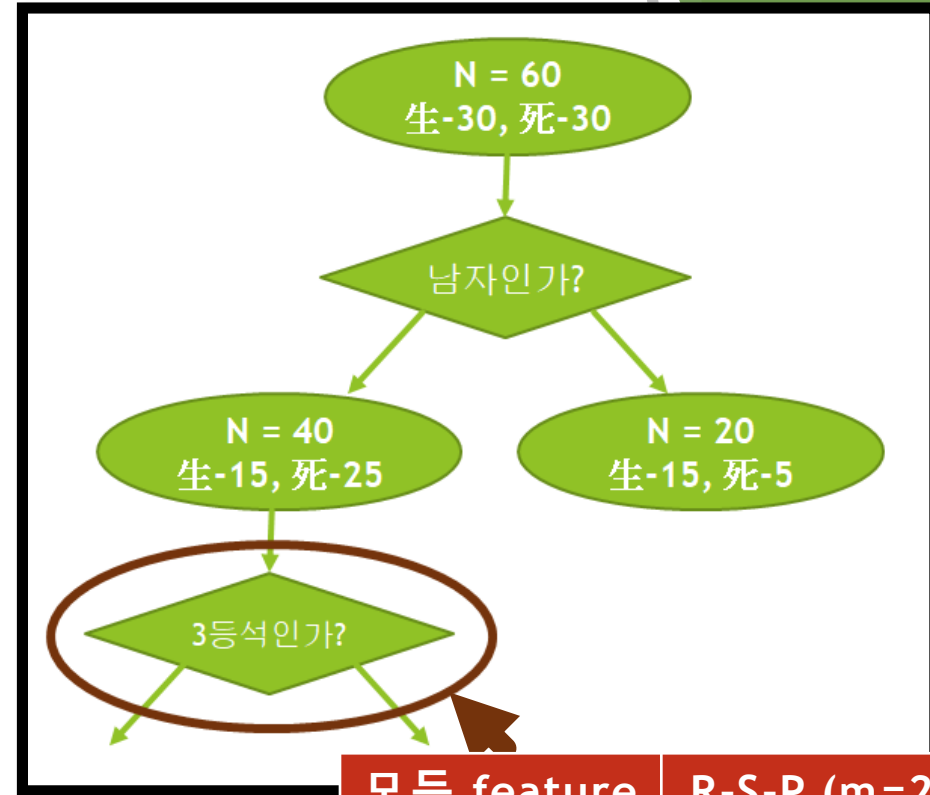 N = 60
生-30, 死-30
남자인가?
N = 40
生-15, 死-25
N = 20
生-15, 死-5
3등석인가?
모든 feature
R-S-P (m=2